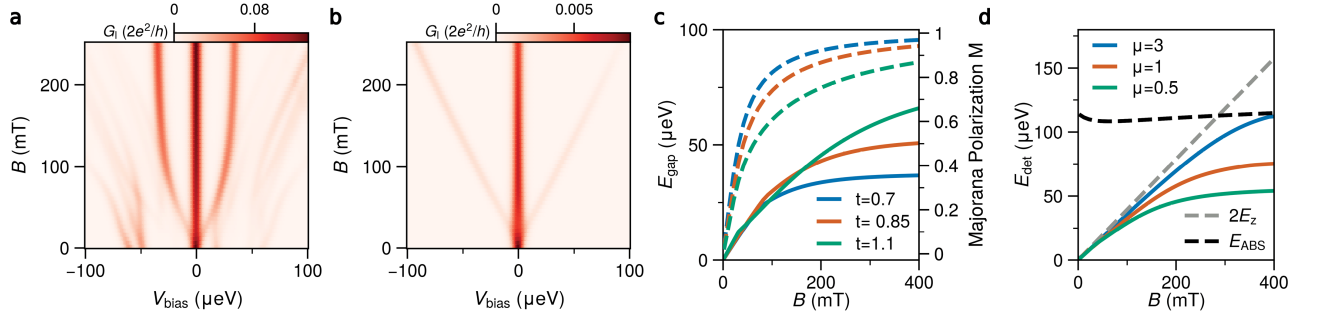 a
G_I (2e²/h)
0 0.08
B (mT)
200
100
0
−100 0 100
V_bias (μeV)
b
G_I (2e²/h)
0 0.005
B (mT)
200
100
0
−100 0 100
V_bias (μeV)
c
E_gap (μeV)
100
50
0
0 200 400
B (mT)
t=0.7
t= 0.85
t=1.1
1
0.8
0.6
0.4
0.2
0
Majorana Polarization M
d
E_det (μeV)
150
100
50
0
0 200 400
B (mT)
μ=3
μ=1
μ=0.5
2E_z
E_ABS